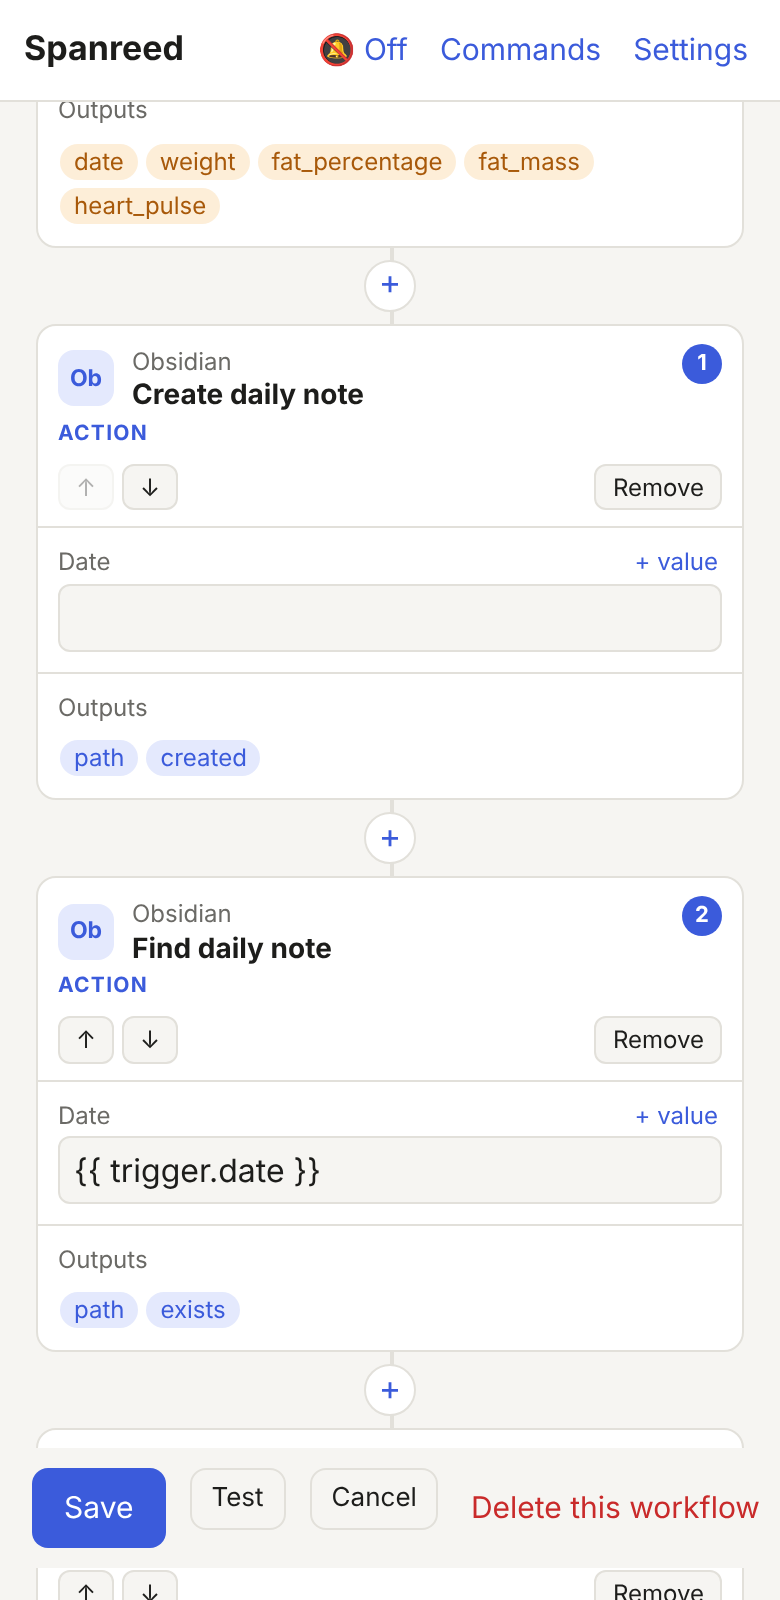 Spanreed
Off Commands Settings
Outputs
date weight fat_percentage fat_mass
heart_pulse
+
Ob Obsidian 1
Create daily note
ACTION
↑ ↓ Remove
Date + value
Outputs
path created
+
Ob Obsidian 2
Find daily note
ACTION
↑ ↓ Remove
Date + value
{{ trigger.date }}
Outputs
path exists
+
Save Test Cancel Delete this workflow
↑ ↓ Remove